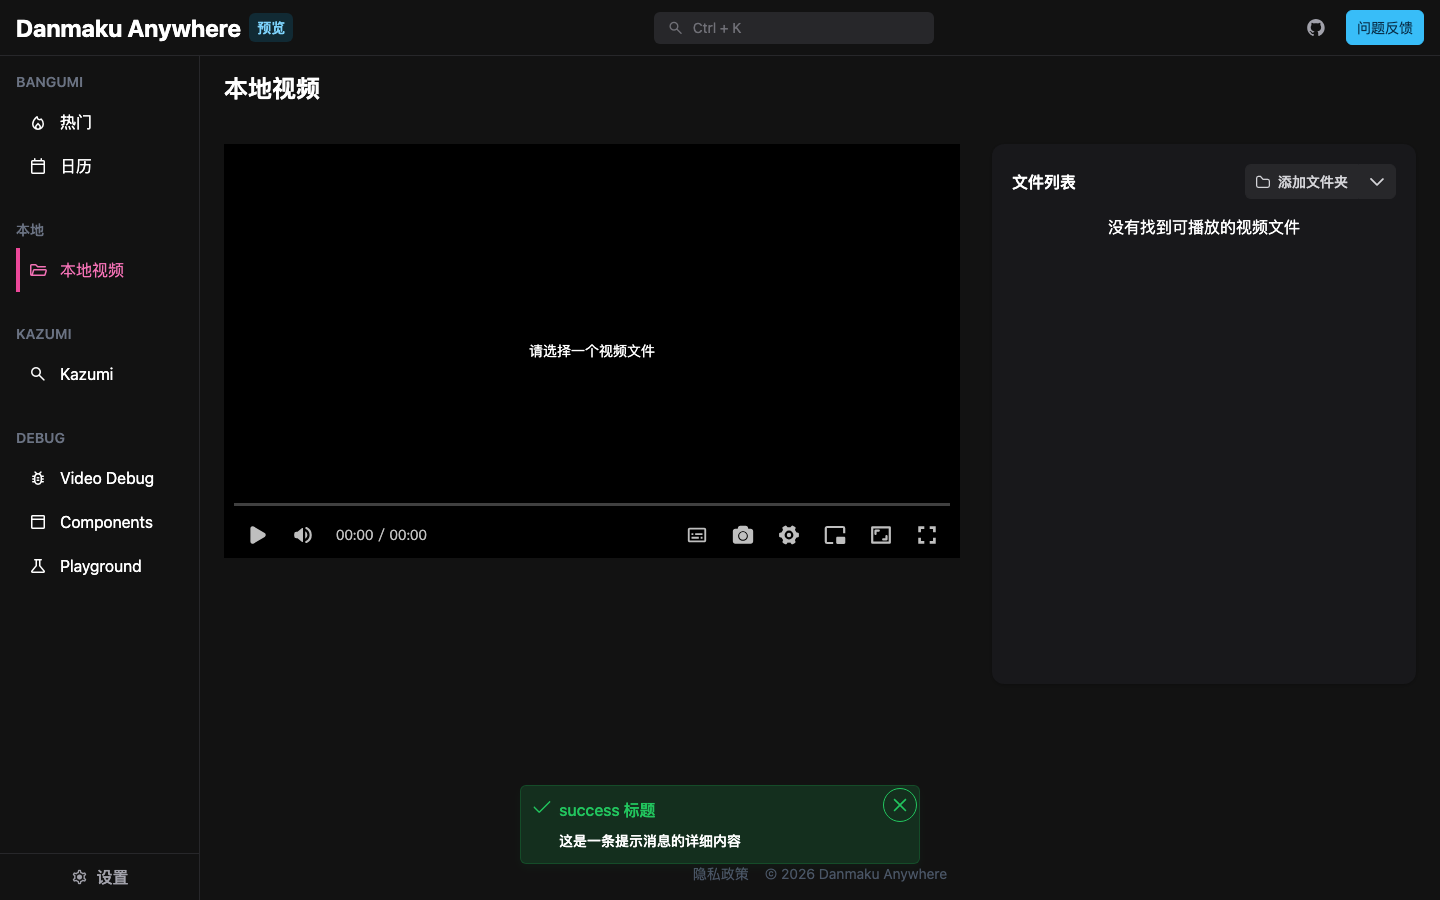 Danmaku Anywhere 预览
Ctrl + K
问题反馈
BANGUMI
热门
日历
本地
本地视频
KAZUMI
Kazumi
DEBUG
Video Debug
Components
Playground
设置
本地视频
请选择一个视频文件
00:00 / 00:00
文件列表
添加文件夹
没有找到可播放的视频文件
success 标题
这是一条提示消息的详细内容
隐私政策 © 2026 Danmaku Anywhere